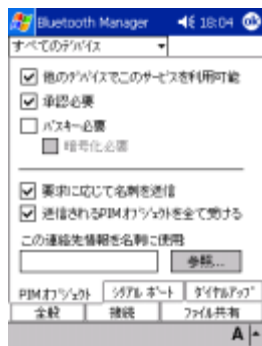 Bluetooth Manager 18:04 ok
すべてのﾃﾞﾊﾞｲｽ
他のﾃﾞﾊﾞｲｽでこのｻｰﾋﾞｽを利用可能
承認必要
ﾊﾟｽｷｰ必要
暗号化必要
要求に応じて名刺を送信
送信されるPIMｵﾌﾞｼﾞｪｸﾄを全て受ける
この連絡先情報を名刺に使用
参照...
PIMｵﾌﾞｼﾞｪｸﾄ ｼﾘｱﾙ ﾎﾟｰﾄ ﾀﾞｲﾔﾙｱｯﾌﾟ
全般 接続 ﾌｧｲﾙ共有
A